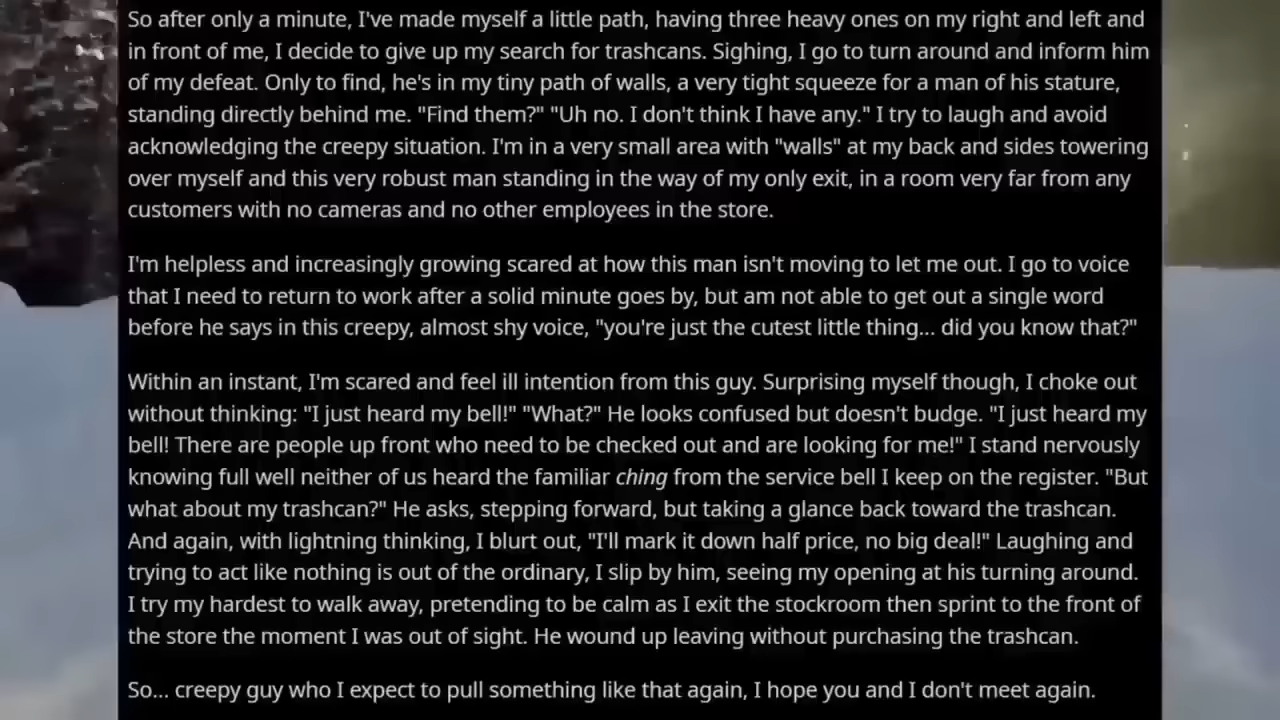 So after only a minute, I've made myself a little path, having three heavy ones on my right and left and
in front of me, I decide to give up my search for trashcans. Sighing, I go to turn around and inform him
of my defeat. Only to find, he's in my tiny path of walls, a very tight squeeze for a man of his stature,
standing directly behind me. "Find them?" "Uh no. I don't think I have any." I try to laugh and avoid
acknowledging the creepy situation. I'm in a very small area with "walls" at my back and sides towering
over myself and this very robust man standing in the way of my only exit, in a room very far from any
customers with no cameras and no other employees in the store.
I'm helpless and increasingly growing scared at how this man isn't moving to let me out. I go to voice
that I need to return to work after a solid minute goes by, but am not able to get out a single word
before he says in this creepy, almost shy voice, "you're just the cutest little thing... did you know that?"
Within an instant, I'm scared and feel ill intention from this guy. Surprising myself though, I choke out
without thinking: "I just heard my bell!" "What?" He looks confused but doesn't budge. "I just heard my
bell! There are people up front who need to be checked out and are looking for me!" I stand nervously
knowing full well neither of us heard the familiar ching from the service bell I keep on the register. "But
what about my trashcan?" He asks, stepping forward, but taking a glance back toward the trashcan.
And again, with lightning thinking, I blurt out, "I'll mark it down half price, no big deal!" Laughing and
trying to act like nothing is out of the ordinary, I slip by him, seeing my opening at his turning around.
I try my hardest to walk away, pretending to be calm as I exit the stockroom then sprint to the front of
the store the moment I was out of sight. He wound up leaving without purchasing the trashcan.
So... creepy guy who I expect to pull something like that again, I hope you and I don't meet again.